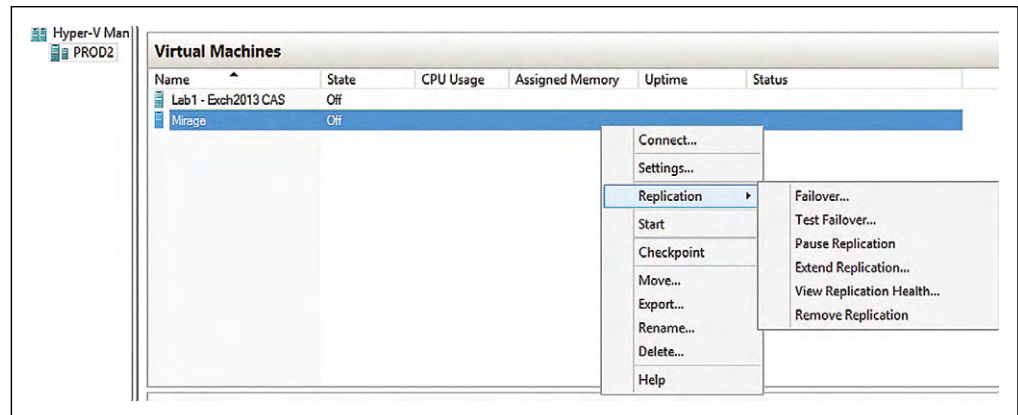 Hyper-V Man
PROD2
Virtual Machines
Name State CPU Usage Assigned Memory Uptime Status
Lab1 - Exch2013 CAS Off
Mirage Off
Connect...
Settings...
Replication
Start
Checkpoint
Move...
Export...
Rename...
Delete...
Help
Failover...
Test Failover...
Pause Replication
Extend Replication...
View Replication Health...
Remove Replication